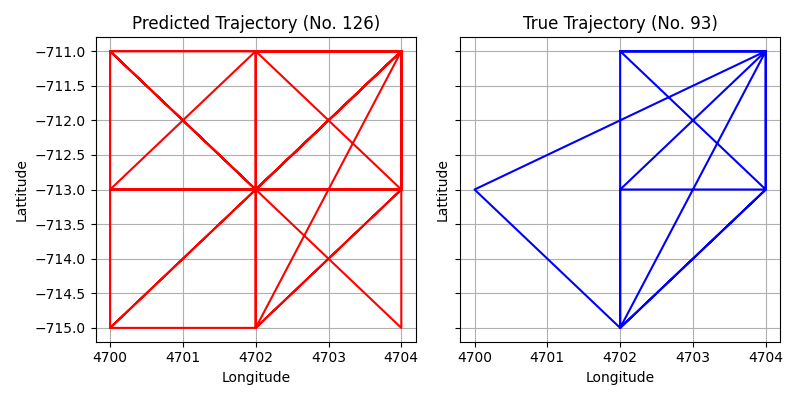 Predicted Trajectory (No. 126)
True Trajectory (No. 93)
−711.0
−711.5
−712.0
−712.5
−713.0
−713.5
−714.0
−714.5
−715.0
Lattitude
Lattitude
4700 4701 4702 4703 4704
4700 4701 4702 4703 4704
Longitude
Longitude